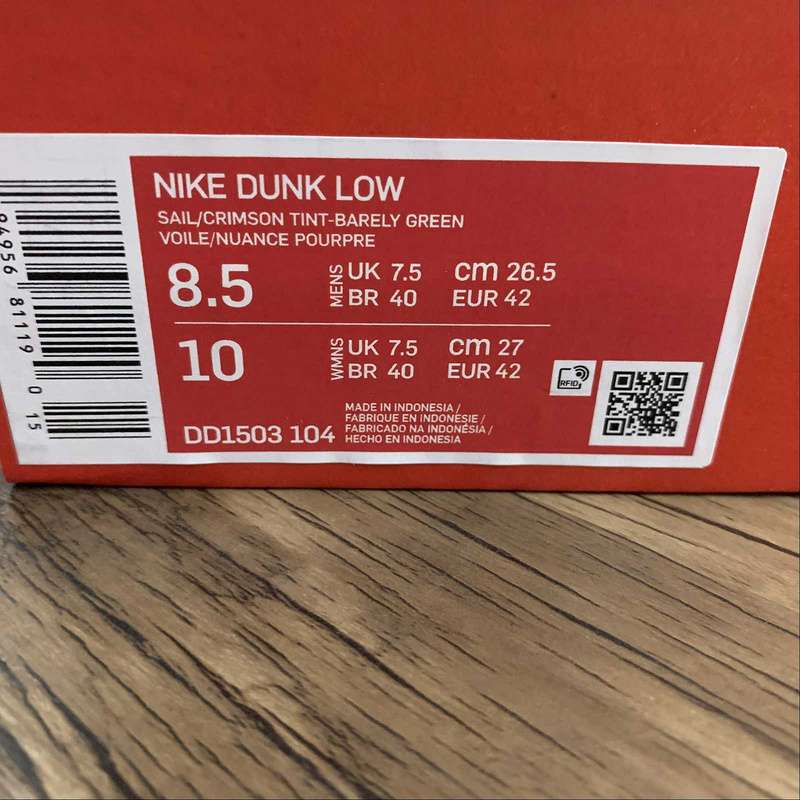 NIKE DUNK LOW
SAIL/CRIMSON TINT-BARELY GREEN
VOILE/NUANCE POURPRE
8.5
MENS
UK 7.5 cm 26.5
BR 40 EUR 42
10
WMNS
UK 7.5 cm 27
BR 40 EUR 42
DD1503 104
MADE IN INDONESIA /
FABRIQUE EN INDONESIE /
FABRICADO NA INDONÉSIA /
HECHO EN INDONESIA
RFID
81119 0 15